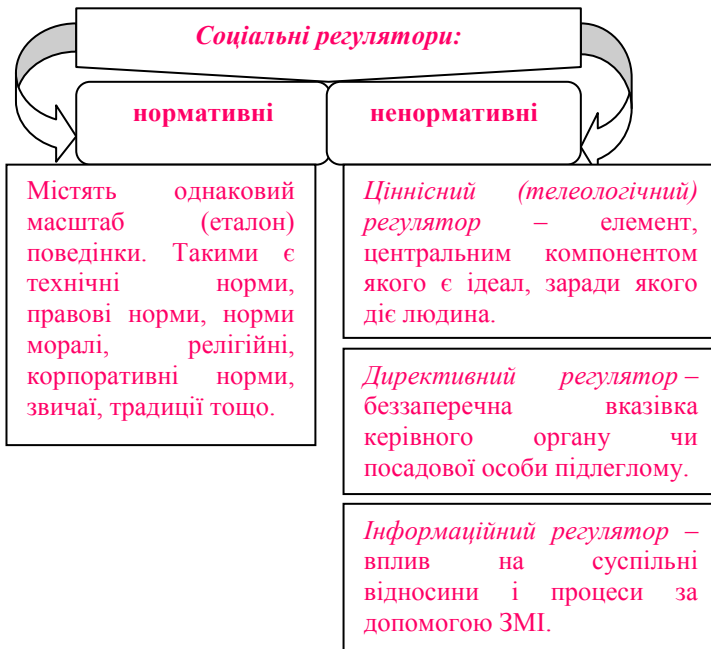 Соціальні регулятори:
нормативні
ненормативні
Містять однаковий
масштаб (еталон)
поведінки. Такими є
технічні норми,
правові норми, норми
моралі, релігійні,
корпоративні норми,
звичаї, традиції тощо.
Ціннісний (телеологічний)
регулятор – елемент,
центральним компонентом
якого є ідеал, заради якого
діє людина.
Директивний регулятор –
беззаперечна вказівка
керівного органу чи
посадової особи підлеглому.
Інформаційний регулятор –
вплив на суспільні
відносини і процеси за
допомогою ЗМІ.